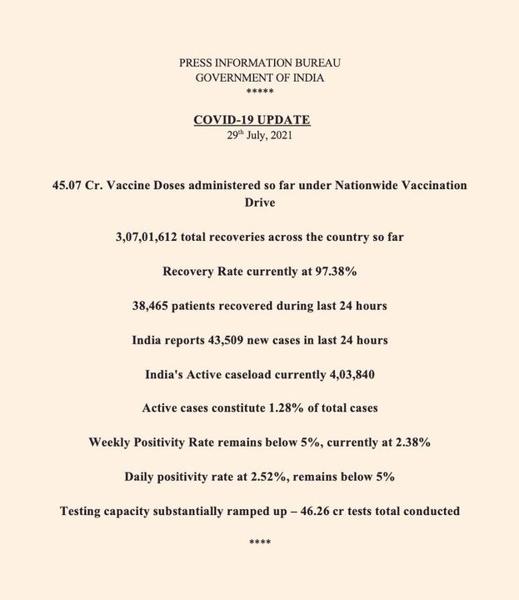 PRESS INFORMATION BUREAU
GOVERNMENT OF INDIA
*****
COVID-19 UPDATE
29th July, 2021
45.07 Cr. Vaccine Doses administered so far under Nationwide Vaccination
Drive
3,07,01,612 total recoveries across the country so far
Recovery Rate currently at 97.38%
38,465 patients recovered during last 24 hours
India reports 43,509 new cases in last 24 hours
India's Active caseload currently 4,03,840
Active cases constitute 1.28% of total cases
Weekly Positivity Rate remains below 5%, currently at 2.38%
Daily positivity rate at 2.52%, remains below 5%
Testing capacity substantially ramped up – 46.26 cr tests total conducted
****